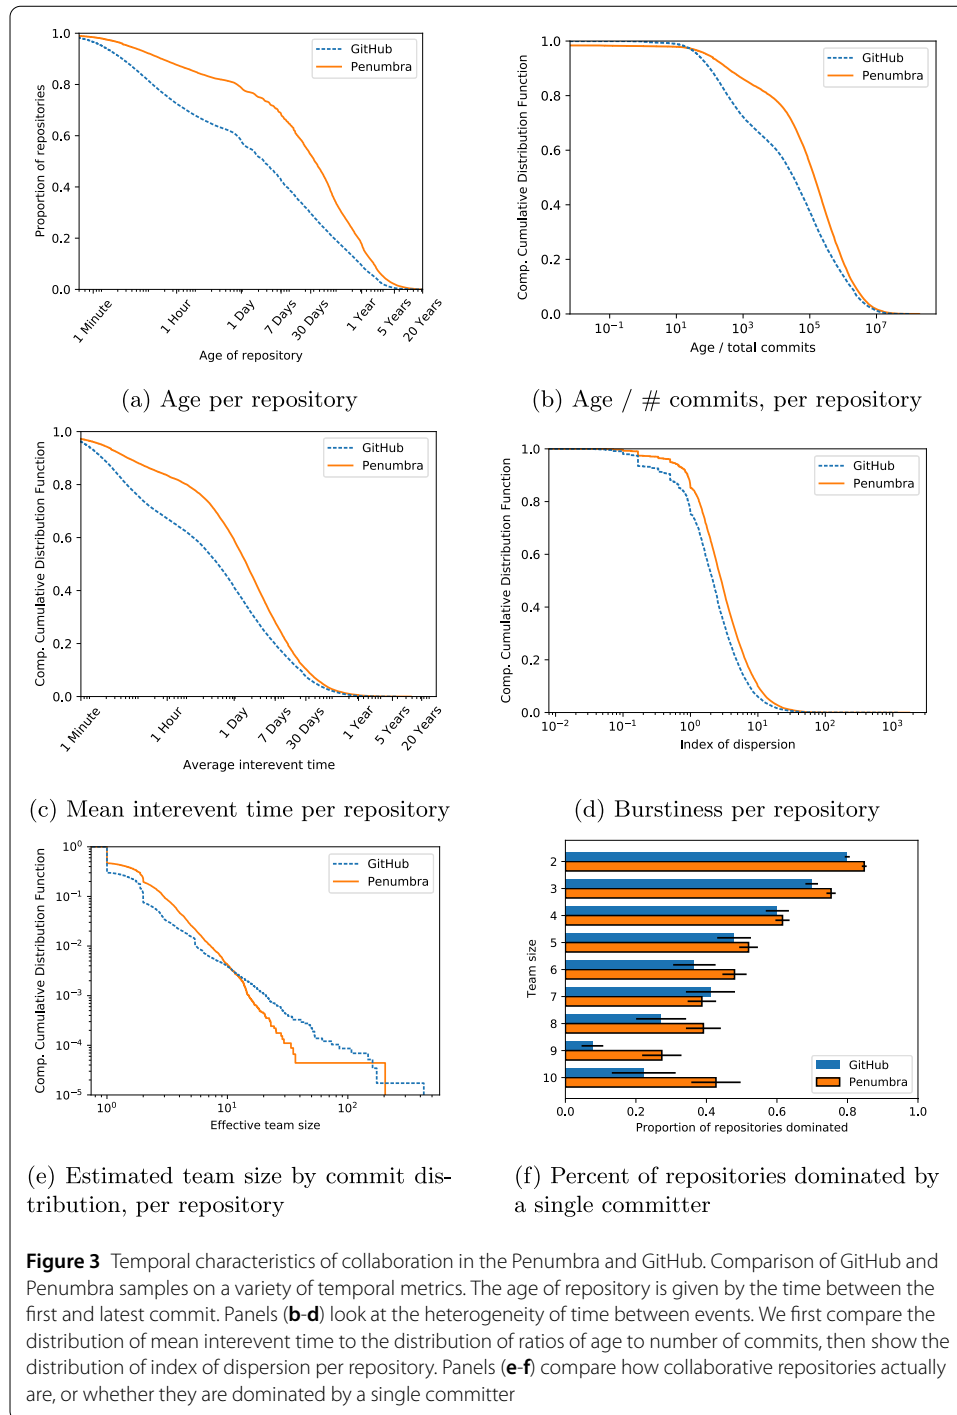 1.0
0.8
0.6
0.4
0.2
0.0
Proportion of repositories
GitHub
Penumbra
1 Minute
1 Hour
1 Day
7 Days
30 Days
1 Year
5 Years
20 Years
Age of repository
(a) Age per repository
1.0
0.8
0.6
0.4
0.2
0.0
Comp. Cumulative Distribution Function
GitHub
Penumbra
10⁻¹ 10¹ 10³ 10⁵ 10⁷
Age / total commits
(b) Age / # commits, per repository
1.0
0.8
0.6
0.4
0.2
0.0
Comp. Cumulative Distribution Function
GitHub
Penumbra
1 Minute
1 Hour
1 Day
7 Days
30 Days
1 Year
5 Years
20 Years
Average interevent time
(c) Mean interevent time per repository
1.0
0.8
0.6
0.4
0.2
0.0
Comp. Cumulative Distribution Function
GitHub
Penumbra
10⁻² 10⁻¹ 10⁰ 10¹ 10² 10³
Index of dispersion
(d) Burstiness per repository
10⁰
10⁻¹
10⁻²
10⁻³
10⁻⁴
10⁻⁵
Comp. Cumulative Distribution Function
GitHub
Penumbra
10⁰ 10¹ 10²
Effective team size
(e) Estimated team size by commit dis-
tribution, per repository
2
3
4
5
6
7
8
9
10
Team size
GitHub
Penumbra
0.0 0.2 0.4 0.6 0.8 1.0
Proportion of repositories dominated
(f) Percent of repositories dominated by
a single committer
Figure 3 Temporal characteristics of collaboration in the Penumbra and GitHub. Comparison of GitHub and
Penumbra samples on a variety of temporal metrics. The age of repository is given by the time between the
first and latest commit. Panels (b-d) look at the heterogeneity of time between events. We first compare the
distribution of mean interevent time to the distribution of ratios of age to number of commits, then show the
distribution of index of dispersion per repository. Panels (e-f) compare how collaborative repositories actually
are, or whether they are dominated by a single committer